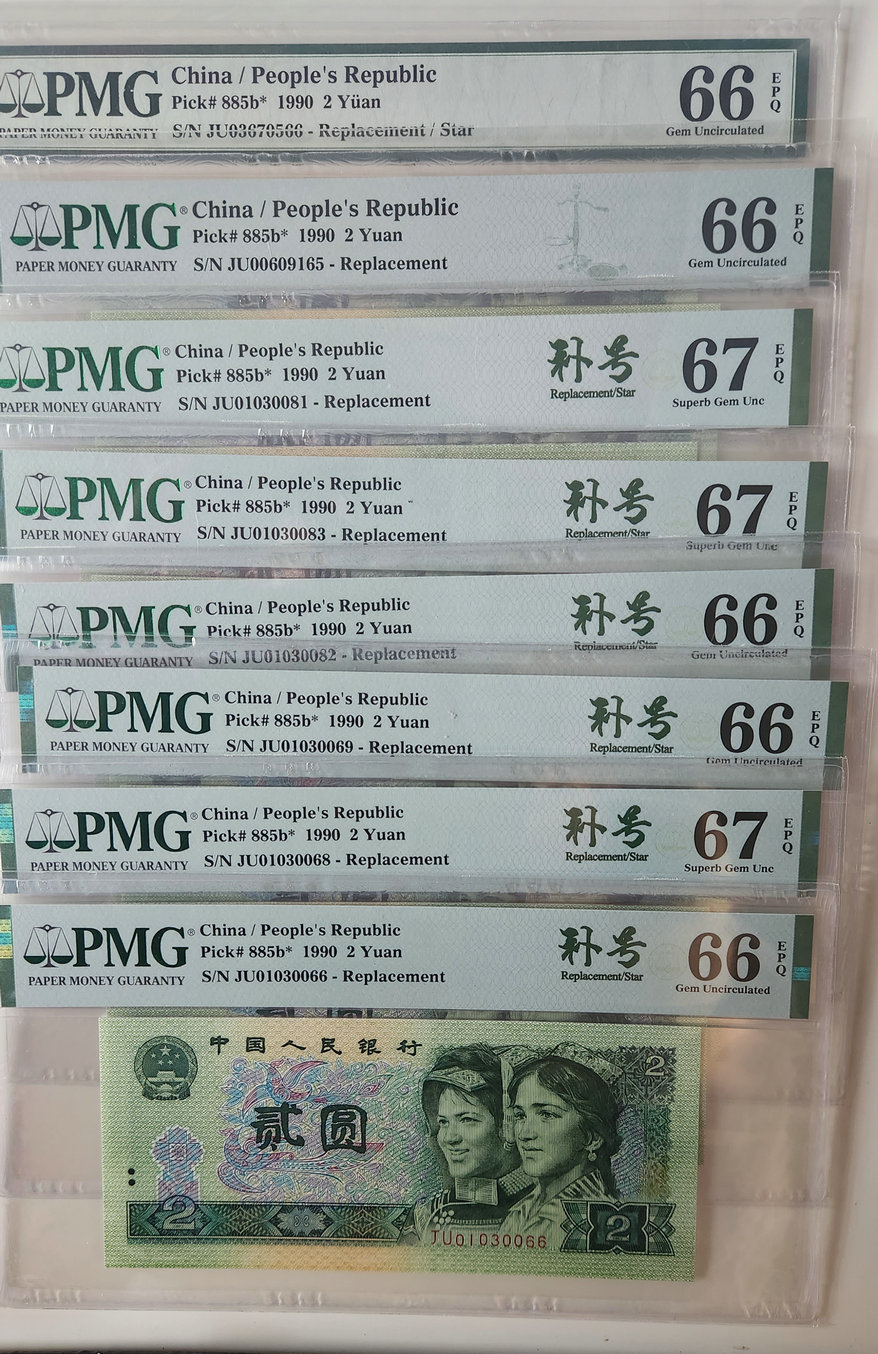 PMG
PAPER MONEY GUARANTY
China / People's Republic
Pick# 885b* 1990 2 Yüan
S/N JU03670566 - Replacement / Star
66
EPQ
Gem Uncirculated
PMG®
PAPER MONEY GUARANTY
China / People's Republic
Pick# 885b* 1990 2 Yuan
S/N JU00609165 - Replacement
66
EPQ
Gem Uncirculated
PMG®
PAPER MONEY GUARANTY
China / People's Republic
Pick# 885b* 1990 2 Yuan
S/N JU01030081 - Replacement
补号
Replacement/Star
67
EPQ
Superb Gem Unc
PMG®
PAPER MONEY GUARANTY
China / People's Republic
Pick# 885b* 1990 2 Yuan
S/N JU01030083 - Replacement
补号
Replacement/Star
67
EPQ
Superb Gem Unc
PMG®
PAPER MONEY GUARANTY
China / People's Republic
Pick# 885b* 1990 2 Yuan
S/N JU01030082 - Replacement
补号
Replacement/Star
66
EPQ
Gem Uncirculated
PMG®
PAPER MONEY GUARANTY
China / People's Republic
Pick# 885b* 1990 2 Yuan
S/N JU01030069 - Replacement
补号
Replacement/Star
66
EPQ
Gem Uncirculated
PMG®
PAPER MONEY GUARANTY
China / People's Republic
Pick# 885b* 1990 2 Yuan
S/N JU01030068 - Replacement
补号
Replacement/Star
67
EPQ
Superb Gem Unc
PMG®
PAPER MONEY GUARANTY
China / People's Republic
Pick# 885b* 1990 2 Yuan
S/N JU01030066 - Replacement
补号
Replacement/Star
66
EPQ
Gem Uncirculated
中国人民银行
2
贰圆
2
JU01030066
2